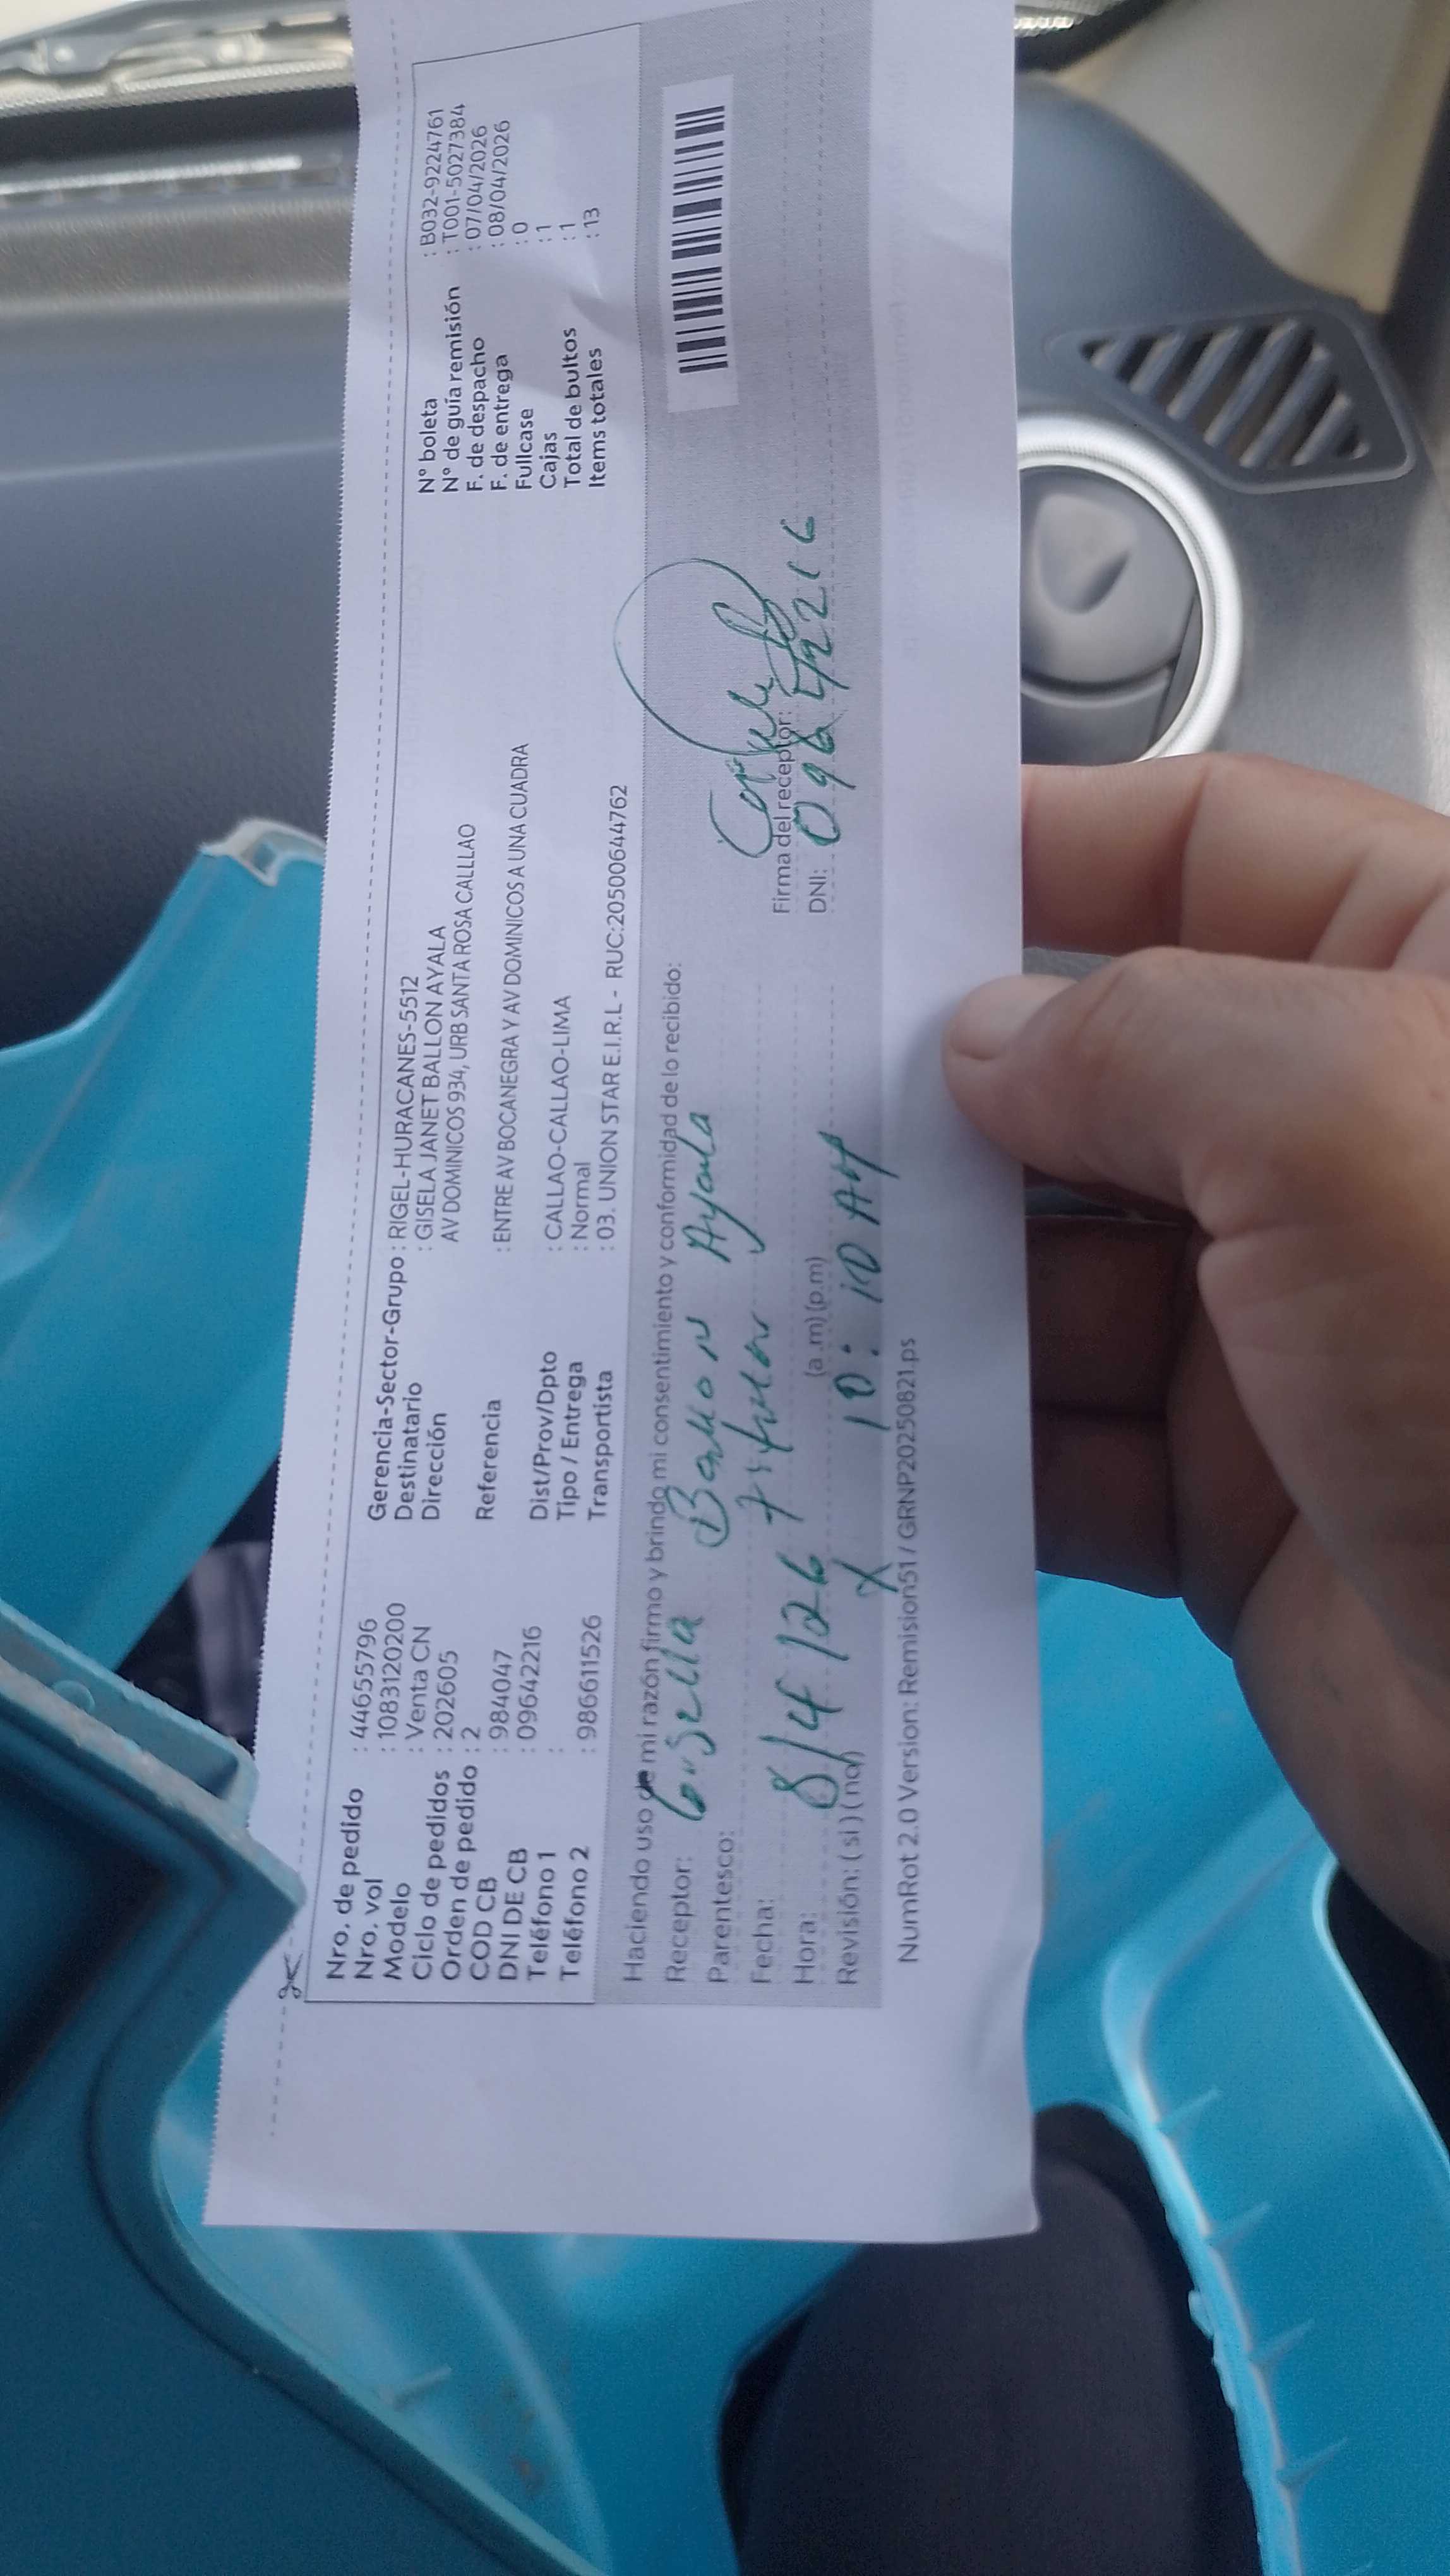 Nro. de pedido : 44655796
Nro. vol : 1083120200
Modelo : Venta CN
Ciclo de pedidos : 202605
Orden de pedido : 2
COD CB : 984047
DNI DE CB : 09642216
Teléfono 1 :
Teléfono 2 : 986611526
Gerencia-Sector-Grupo : RIGEL-HURACANES-5512
Destinatario : GISELA JANET BALLON AYALA
Dirección AV DOMINICOS 934, URB SANTA ROSA CALLLAO
Referencia : ENTRE AV BOCANEGRA Y AV DOMINICOS A UNA CUADRA
Dist/Prov/Dpto : CALLAO-CALLAO-LIMA
Tipo / Entrega : Normal
Transportista : 03. UNION STAR E.I.R.L - RUC:20500644762
N° boleta : B032-9224761
N° de guía remisión : T001-5027384
F. de despacho : 07/04/2026
F. de entrega : 08/04/2026
Fullcase : 0
Cajas : 1
Total de bultos : 1
Items totales : 13
Haciendo uso de mi razón firmo y brindo mi consentimiento y conformidad de lo recibido:
Receptor: Gisella Ballon Ayala
Parentesco:
Fecha: 8/4/26
Hora: (a.m) (p.m) 10:10 AM
Revisión: (si) (no) X
Firma del receptor:
DNI: 09642216
NumRot 2.0 Version: Remision51 / GRNP20250821.ps